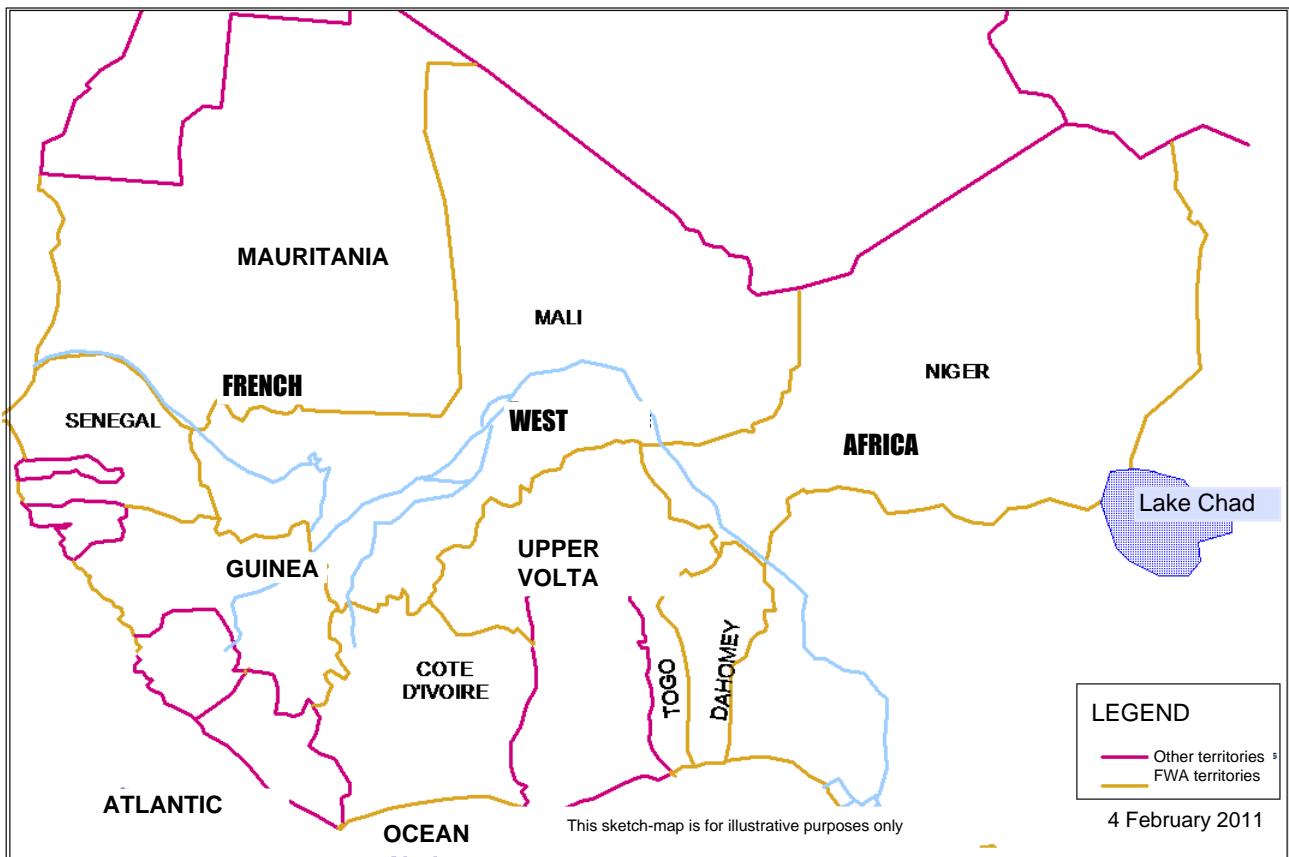 MAURITANIA
MALI
NIGER
FRENCH
SENEGAL
WEST
AFRICA
Lake Chad
UPPER
VOLTA
GUINEA
COTE
D'IVOIRE
TOGO
DAHOMEY
LEGEND
Other territories
FWA territories
ATLANTIC
OCEAN
This sketch-map is for illustrative purposes only
4 February 2011